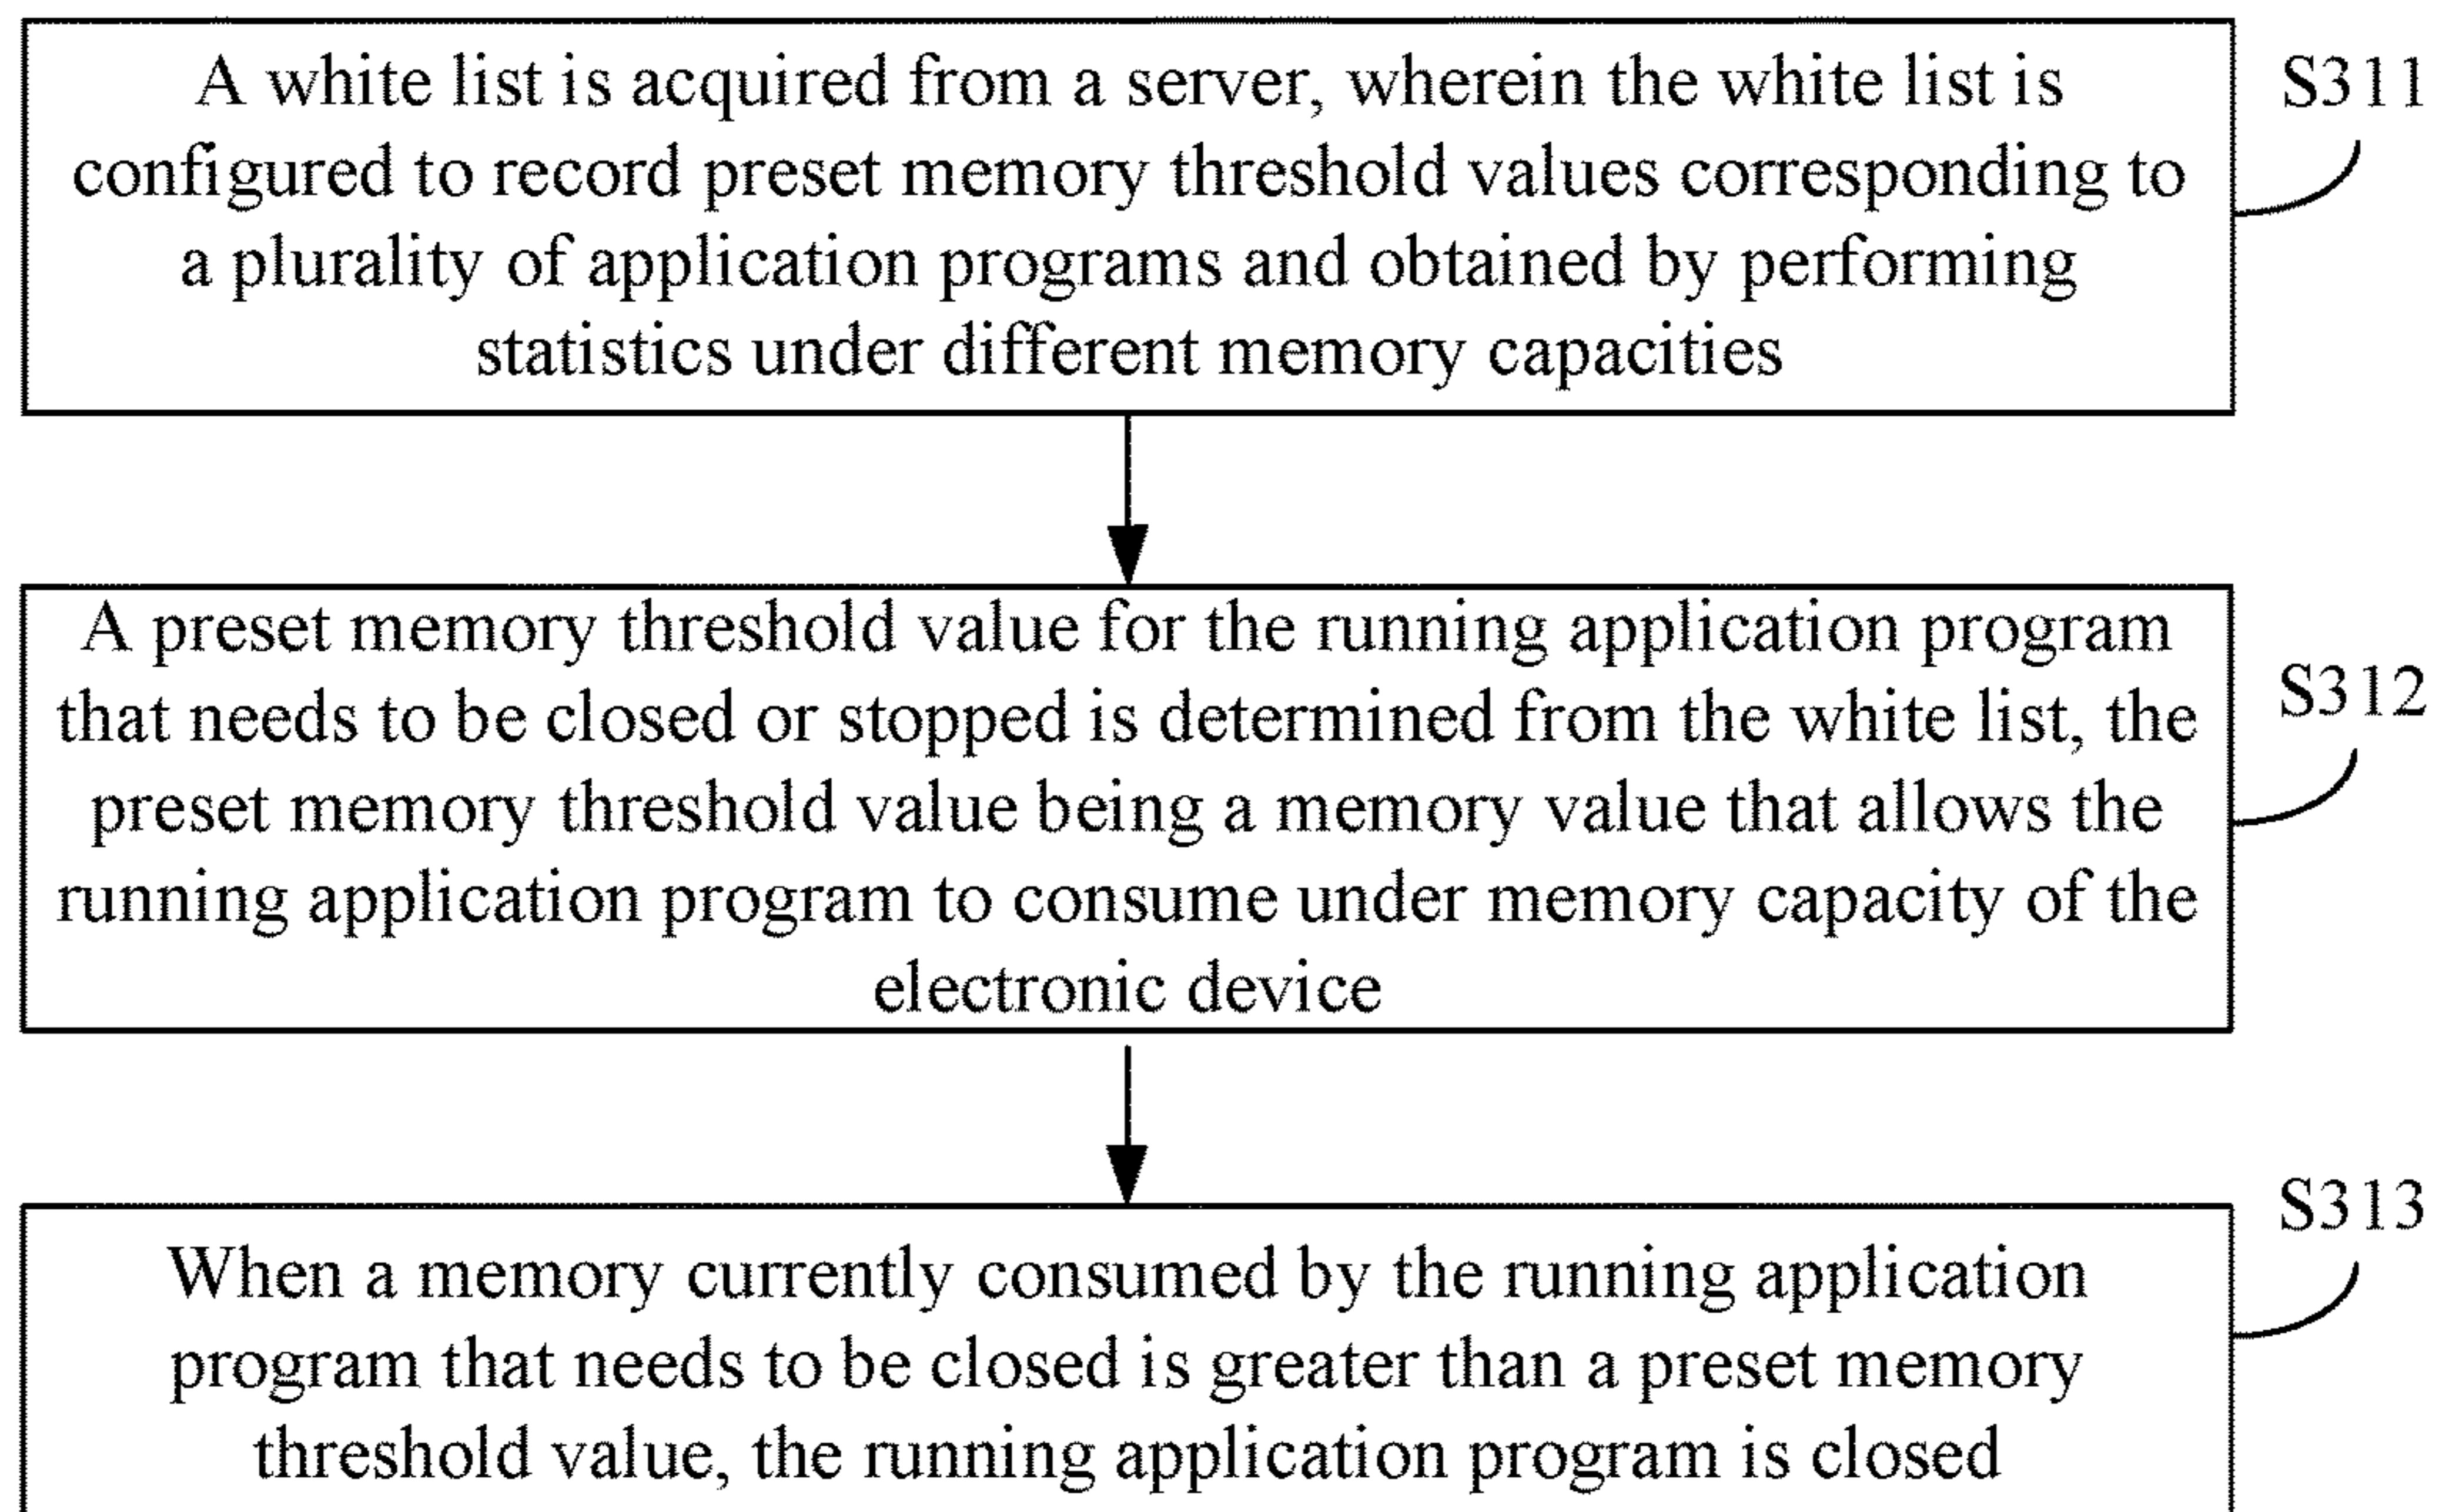 A white list is acquired from a server, wherein the white list is
configured to record preset memory threshold values corresponding to
a plurality of application programs and obtained by performing
statistics under different memory capacities
S311
A preset memory threshold value for the running application program
that needs to be closed or stopped is determined from the white list, the
preset memory threshold value being a memory value that allows the
running application program to consume under memory capacity of the
electronic device
S312
When a memory currently consumed by the running application
program that needs to be closed is greater than a preset memory
threshold value, the running application program is closed
S313